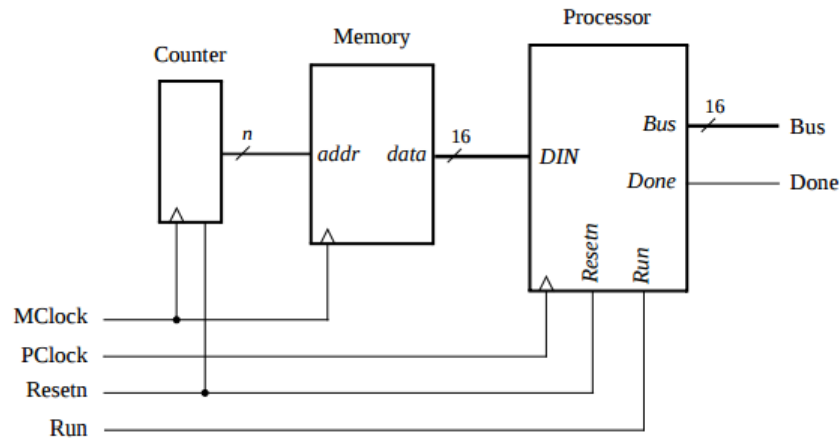 Processor
Memory
Counter
n
addr
data
16
DIN
Bus
16
Bus
Done
Done
Resetn
Run
MClock
PClock
Resetn
Run